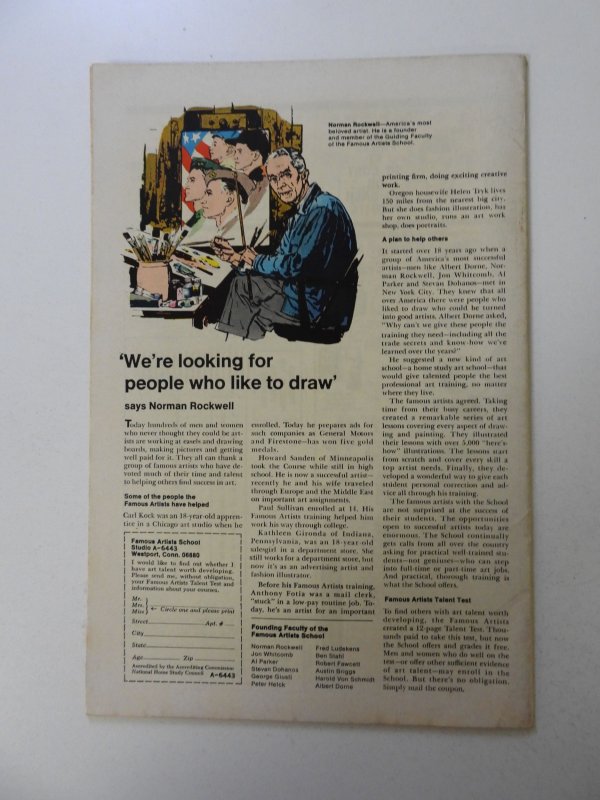 Norman Rockwell—America's most
beloved artist. He is a founder
and member of the Guiding Faculty
of the Famous Artists School.
'We're looking for
people who like to draw'
says Norman Rockwell
Today hundreds of men and women
who never thought they could be art-
ists are working at easels and drawing
boards, making pictures and getting
well paid for it. They all can thank a
group of famous artists who have de-
voted much of their time and talent
to helping others find success in art.
Some of the people the
Famous Artists have helped
Carl Kock was an 18-year-old appren-
tice in a Chicago art studio when he
enrolled. Today he prepares ads for
such companies as General Motors
and Firestone—has won five gold
medals.
Howard Sanden of Minneapolis
took the Course while still in high
school. He is now a successful artist—
recently he and his wife traveled
through Europe and the Middle East
on important art assignments.
Paul Sullivan enrolled at 14. His
Famous Artists training helped him
work his way through college.
Kathleen Gironda of Indiana,
Pennsylvania, was an 18-year-old
salesgirl in a department store. She
still works for a department store, but
now it's as an advertising artist and
fashion illustrator.
Before his Famous Artists training,
Anthony Fotia was a mail clerk,
"stuck" in a low-pay routine job. To-
day, he's an artist for an important
printing firm, doing exciting creative
work.
Oregon housewife Helen Tryk lives
150 miles from the nearest big city.
But she does fashion illustration, has
her own studio, runs an art work
shop, does portraits.
A plan to help others
It started over 18 years ago when a
group of America's most successful
artists—men like Albert Dorne, Nor-
man Rockwell, Jon Whitcomb, Al
Parker and Stevan Dohanos—met in
New York City. They knew that all
over America there were people who
liked to draw who could be turned
into good artists. Albert Dorne asked,
"Why can't we give these people the
training they need—including all the
trade secrets and know-how we've
learned over the years?"
He suggested a new kind of art
school—a home study art school—that
would give talented people the best
professional art training, no matter
where they live.
The famous artists agreed. Taking
time from their busy careers, they
created a remarkable series of art
lessons covering every aspect of draw-
ing and painting. They illustrated
their lessons with over 5,000 "here's-
how" illustrations. The lessons start
from scratch and cover every skill a
top artist needs. Finally, they de-
veloped a wonderful way to give each
student personal correction and ad-
vice all through his training.
The famous artists with the School
are not surprised at the success of
their students. The opportunities
open to successful artists today are
enormous. The School continually
gets calls from all over the country
asking for practical well-trained stu-
dents—not geniuses—who can step
into full-time or part-time art jobs.
And practical, thorough training is
what the School offers.
Famous Artists Talent Test
To find others with art talent worth
developing, the Famous Artists
created a 12-page Talent Test. Thou-
sands paid to take this test, but now
the School offers and grades it free.
Men and women who do well on the
test—or offer other sufficient evidence
of art talent—may enroll in the
School. But there's no obligation.
Simply mail the coupon.
Famous Artists School
Studio A-6443
Westport, Conn. 06880
I would like to find out whether I
have art talent worth developing.
Please send me, without obligation,
your Famous Artists Talent Test and
information about your courses.
Mr.
Mrs.
Miss
Circle one and please print
Street Apt. #
City
State
Age Zip
Accredited by the Accrediting Commission
National Home Study Council A-6443
Founding Faculty of the
Famous Artists School
Norman Rockwell
Jon Whitcomb
Al Parker
Stevan Dohanos
George Giusti
Peter Helck
Fred Ludekens
Ben Stahl
Robert Fawcett
Austin Briggs
Harold Von Schmidt
Albert Dorne